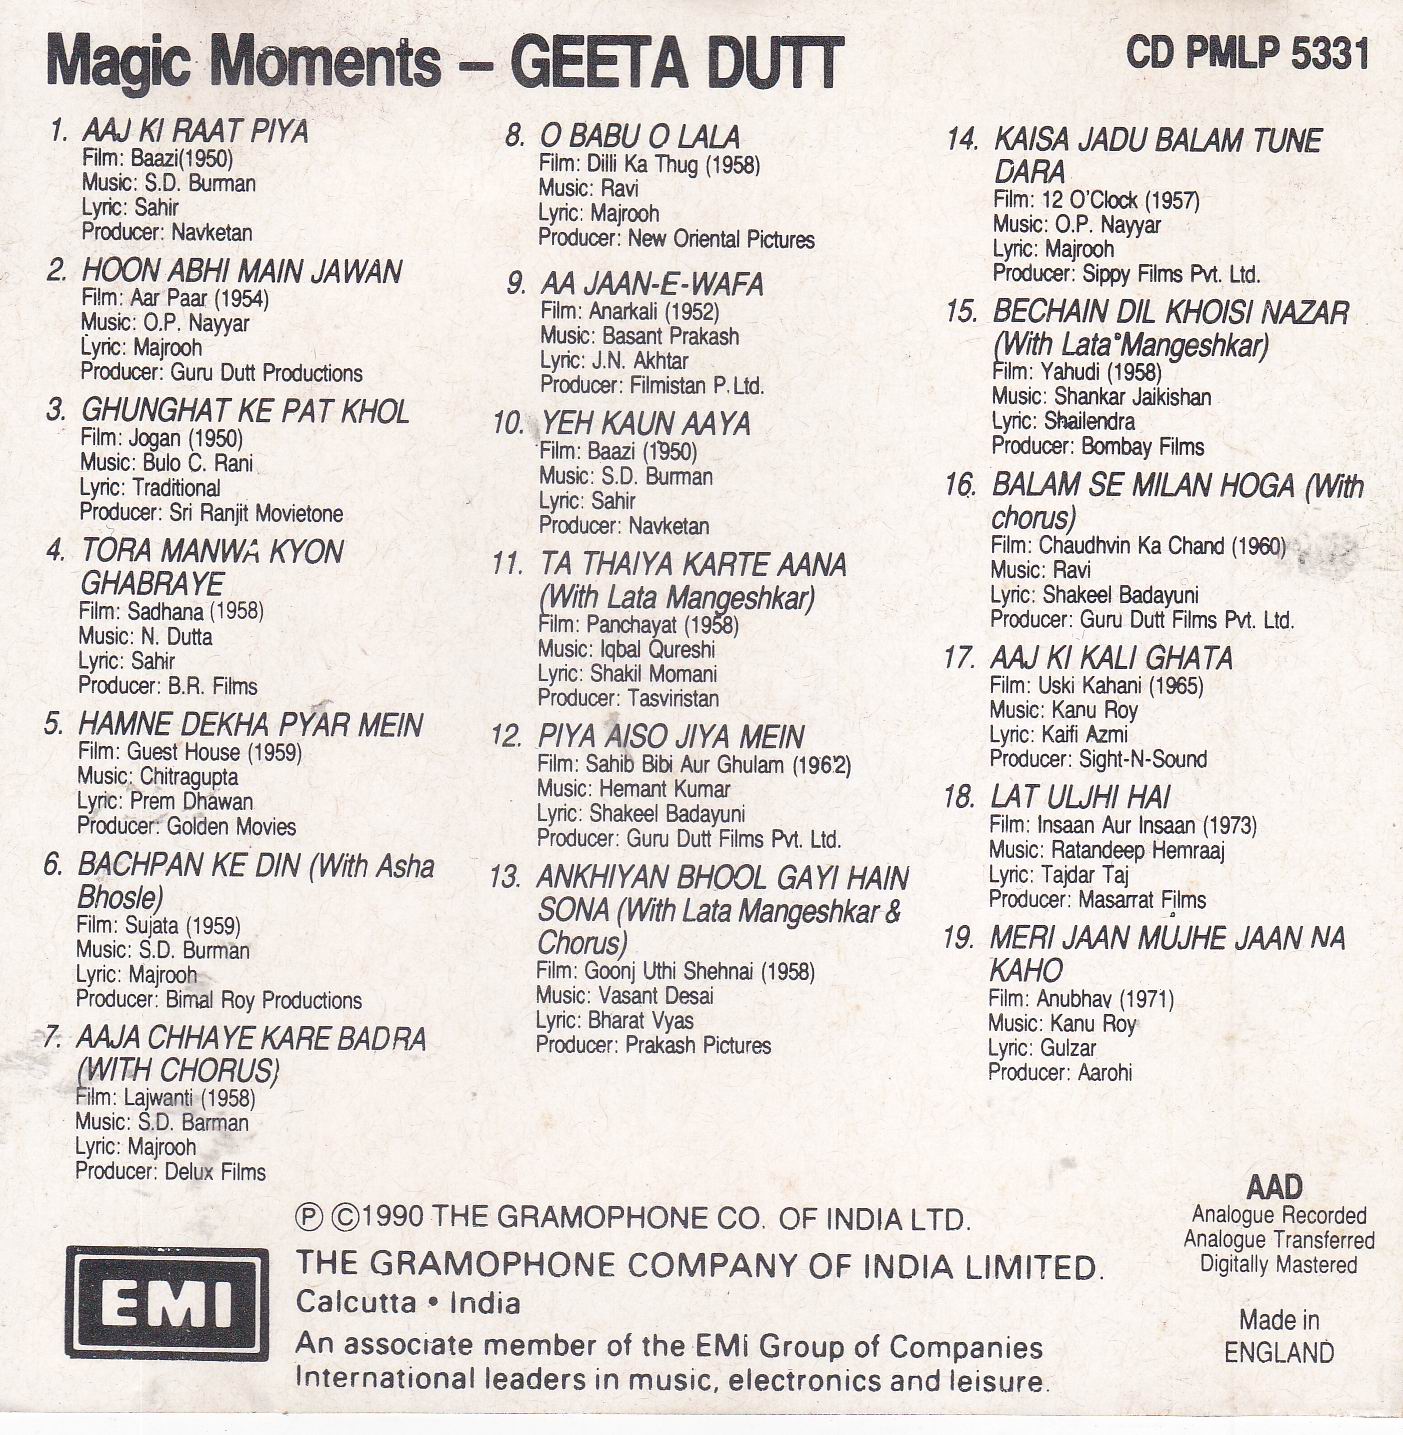 Magic Moments – GEETA DUTT
CD PMLP 5331
1. AAJ KI RAAT PIYA
Film: Baazi(1950)
Music: S.D. Burman
Lyric: Sahir
Producer: Navketan
2. HOON ABHI MAIN JAWAN
Film: Aar Paar (1954)
Music: O.P. Nayyar
Lyric: Majrooh
Producer: Guru Dutt Productions
3. GHUNGHAT KE PAT KHOL
Film: Jogan (1950)
Music: Bulo C. Rani
Lyric: Traditional
Producer: Sri Ranjit Movietone
4. TORA MANWA KYON
GHABRAYE
Film: Sadhana (1958)
Music: N. Dutta
Lyric: Sahir
Producer: B.R. Films
5. HAMNE DEKHA PYAR MEIN
Film: Guest House (1959)
Music: Chitragupta
Lyric: Prem Dhawan
Producer: Golden Movies
6. BACHPAN KE DIN (With Asha
Bhosle)
Film: Sujata (1959)
Music: S.D. Burman
Lyric: Majrooh
Producer: Bimal Roy Productions
7. AAJA CHHAYE KARE BADRA
(WITH CHORUS)
Film: Lajwanti (1958)
Music: S.D. Barman
Lyric: Majrooh
Producer: Delux Films
8. O BABU O LALA
Film: Dilli Ka Thug (1958)
Music: Ravi
Lyric: Majrooh
Producer: New Oriental Pictures
9. AA JAAN-E-WAFA
Film: Anarkali (1952)
Music: Basant Prakash
Lyric: J.N. Akhtar
Producer: Filmistan P. Ltd.
10. YEH KAUN AAYA
Film: Baazi (1950)
Music: S.D. Burman
Lyric: Sahir
Producer: Navketan
11. TA THAIYA KARTE AANA
(With Lata Mangeshkar)
Film: Panchayat (1958)
Music: Iqbal Qureshi
Lyric: Shakil Momani
Producer: Tasviristan
12. PIYA AISO JIYA MEIN
Film: Sahib Bibi Aur Ghulam (1962)
Music: Hemant Kumar
Lyric: Shakeel Badayuni
Producer: Guru Dutt Films Pvt. Ltd.
13. ANKHIYAN BHOOL GAYI HAIN
SONA (With Lata Mangeshkar &
Chorus)
Film: Goonj Uthi Shehnai (1958)
Music: Vasant Desai
Lyric: Bharat Vyas
Producer: Prakash Pictures
14. KAISA JADU BALAM TUNE
DARA
Film: 12 O'Clock (1957)
Music: O.P. Nayyar
Lyric: Majrooh
Producer: Sippy Films Pvt. Ltd.
15. BECHAIN DIL KHOISI NAZAR
(With Lata Mangeshkar)
Film: Yahudi (1958)
Music: Shankar Jaikishan
Lyric: Shailendra
Producer: Bombay Films
16. BALAM SE MILAN HOGA (With
chorus)
Film: Chaudhvin Ka Chand (1960)
Music: Ravi
Lyric: Shakeel Badayuni
Producer: Guru Dutt Films Pvt. Ltd.
17. AAJ KI KALI GHATA
Film: Uski Kahani (1965)
Music: Kanu Roy
Lyric: Kaifi Azmi
Producer: Sight-N-Sound
18. LAT ULJHI HAI
Film: Insaan Aur Insaan (1973)
Music: Ratandeep Hemraaj
Lyric: Tajdar Taj
Producer: Masarrat Films
19. MERI JAAN MUJHE JAAN NA
KAHO
Film: Anubhav (1971)
Music: Kanu Roy
Lyric: Gulzar
Producer: Aarohi
℗ ©1990 THE GRAMOPHONE CO. OF INDIA LTD.
EMI
THE GRAMOPHONE COMPANY OF INDIA LIMITED.
Calcutta • India
An associate member of the EMI Group of Companies
International leaders in music, electronics and leisure.
AAD
Analogue Recorded
Analogue Transferred
Digitally Mastered
Made in
ENGLAND